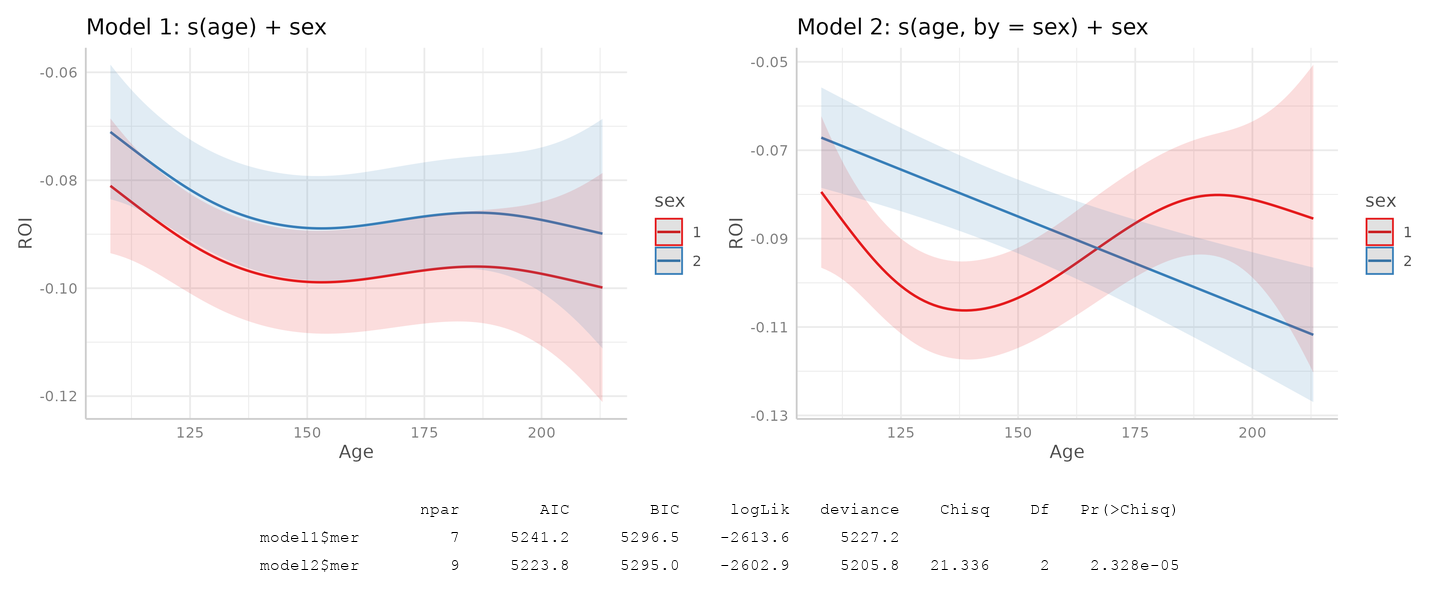 Model 1: s(age) + sex
-0.06
-0.08
-0.10
-0.12
ROI
125 150 175 200
Age
sex
1
2
Model 2: s(age, by = sex) + sex
-0.05
-0.07
-0.09
-0.11
-0.13
ROI
125 150 175 200
Age
sex
1
2
npar AIC BIC logLik deviance Chisq Df Pr(>Chisq)
model1$mer 7 5241.2 5296.5 -2613.6 5227.2
model2$mer 9 5223.8 5295.0 -2602.9 5205.8 21.336 2 2.328e-05